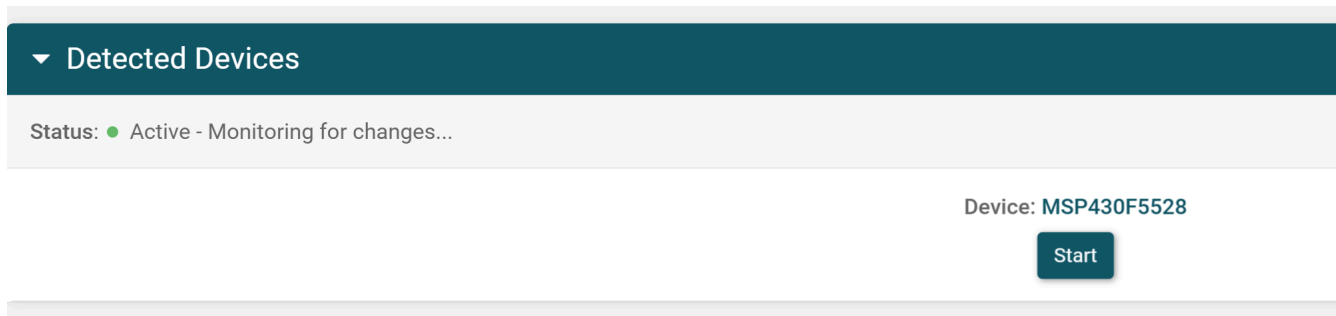 Detected Devices
Status: Active - Monitoring for changes...
Device: MSP430F5528
Start